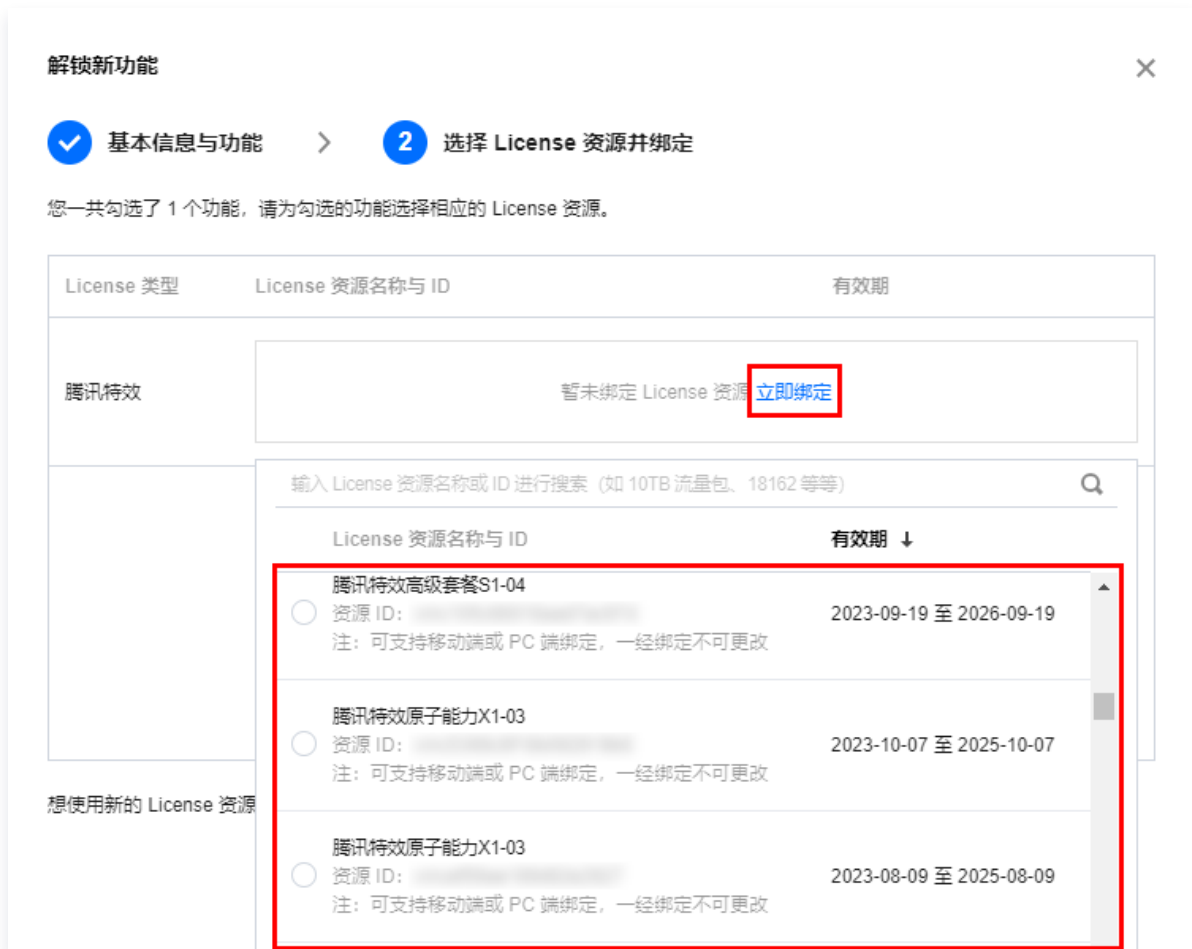 解锁新功能
基本信息与功能
2 选择 License 资源并绑定
您一共勾选了 1 个功能，请为勾选的功能选择相应的 License 资源。
License 类型 License 资源名称与 ID 有效期
腾讯特效 暂未绑定 License 资源 立即绑定
输入 License 资源名称或 ID 进行搜索（如 10TB 流量包、18162 等等）
License 资源名称与 ID 有效期 ↓
腾讯特效高级套餐S1-04
资源 ID： 2023-09-19 至 2026-09-19
注：可支持移动端或 PC 端绑定，一经绑定不可更改
腾讯特效原子能力X1-03
资源 ID： 2023-10-07 至 2025-10-07
注：可支持移动端或 PC 端绑定，一经绑定不可更改
想使用新的 License 资源
腾讯特效原子能力X1-03
资源 ID： 2023-08-09 至 2025-08-09
注：可支持移动端或 PC 端绑定，一经绑定不可更改